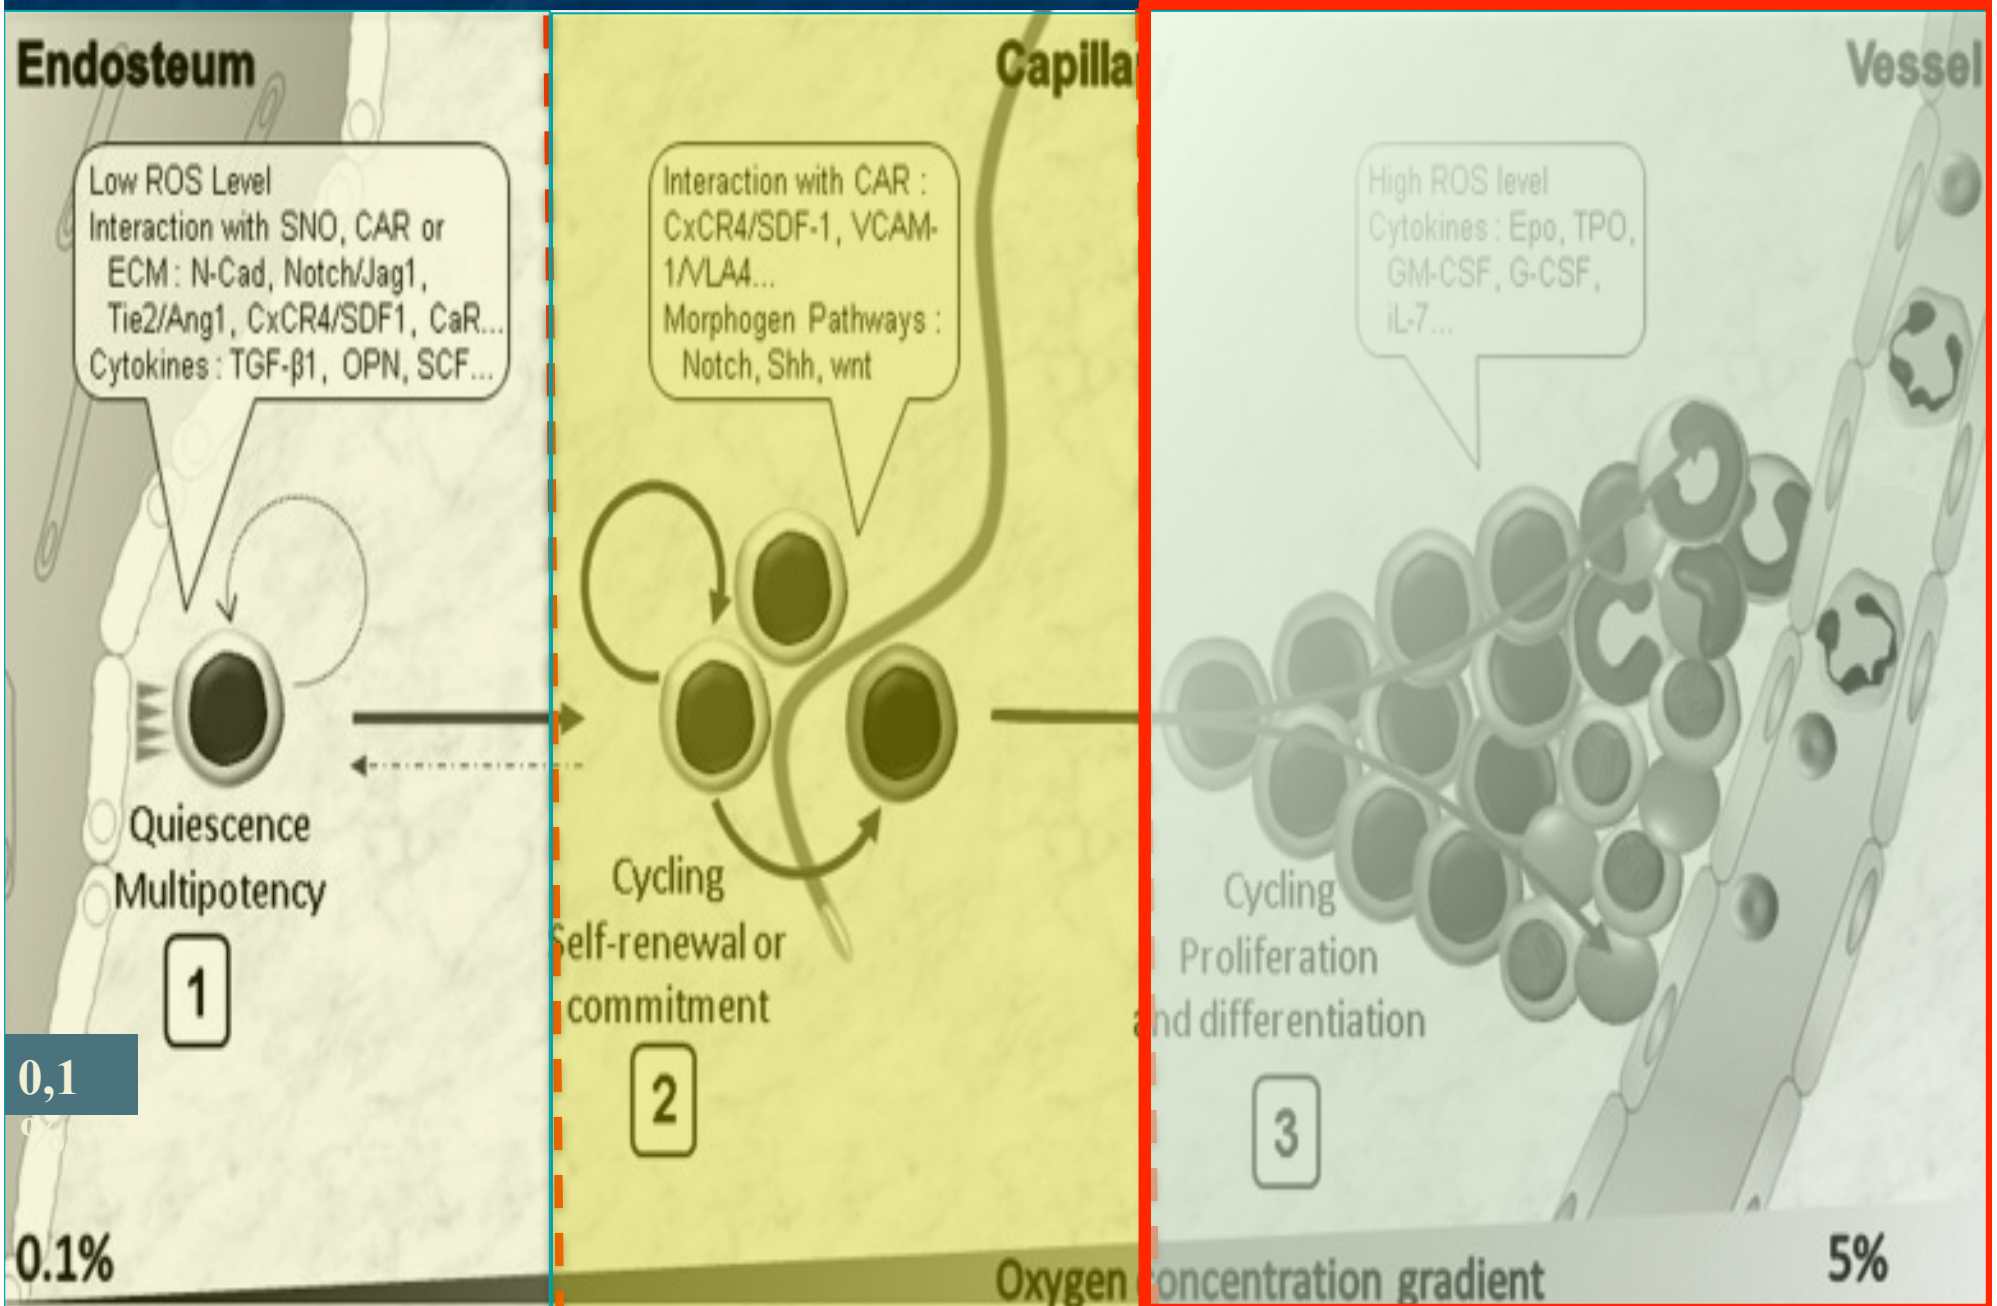 Endosteum
Low ROS Level
Interaction with SNO, CAR or
ECM : N-Cad, Notch/Jag1,
Tie2/Ang1, CxCR4/SDF1, CaR...
Cytokines : TGF-β1, OPN, SCF...
Quiescence
Multipotency
1
0,1
%
0.1%
Capilla
Interaction with CAR :
CxCR4/SDF-1, VCAM-
1/VLA4...
Morphogen Pathways :
Notch, Shh, wnt
Cycling
Self-renewal or
commitment
2
Vessel
High ROS level
Cytokines : Epo, TPO,
GM-CSF, G-CSF,
iL-7...
Cycling
Proliferation
and differentiation
3
Oxygen concentration gradient
5%